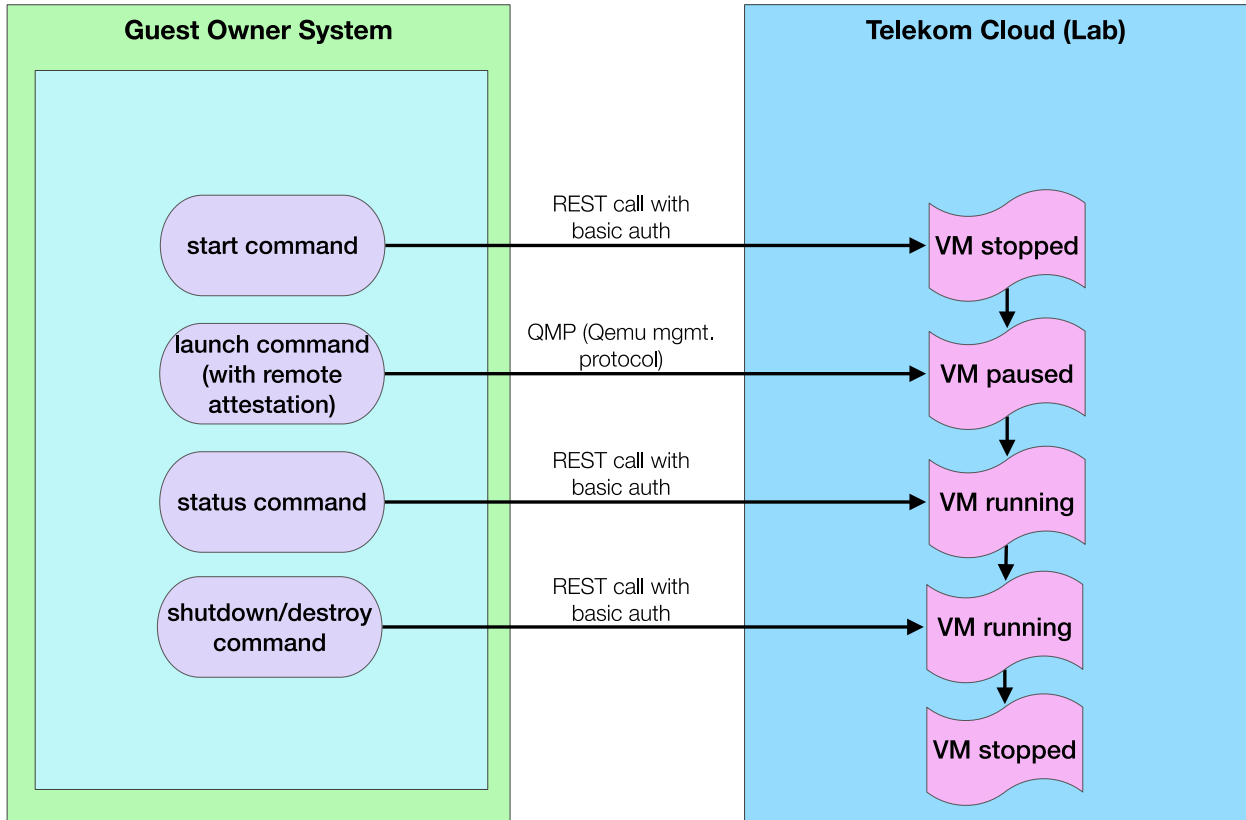 Guest Owner System
Telekom Cloud (Lab)
start command
REST call with
basic auth
VM stopped
launch command
(with remote
attestation)
QMP (Qemu mgmt.
protocol)
VM paused
status command
REST call with
basic auth
VM running
shutdown/destroy
command
REST call with
basic auth
VM running
VM stopped